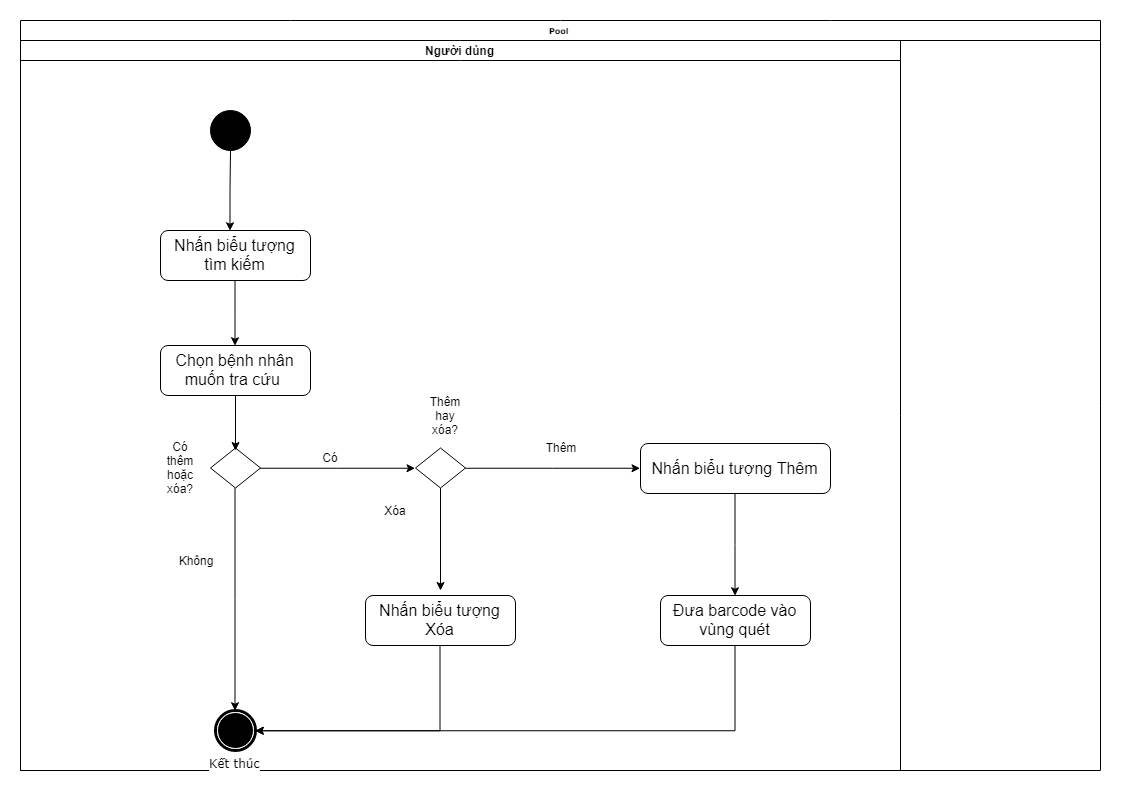 Pool
Người dùng
Nhấn biểu tượng
tìm kiếm
Chọn bệnh nhân
muốn tra cứu
Có
thêm
hoặc
xóa?
Có
Thêm
hay
xóa?
Thêm
Nhấn biểu tượng Thêm
Xóa
Không
Nhấn biểu tượng
Xóa
Đưa barcode vào
vùng quét
Kết thúc